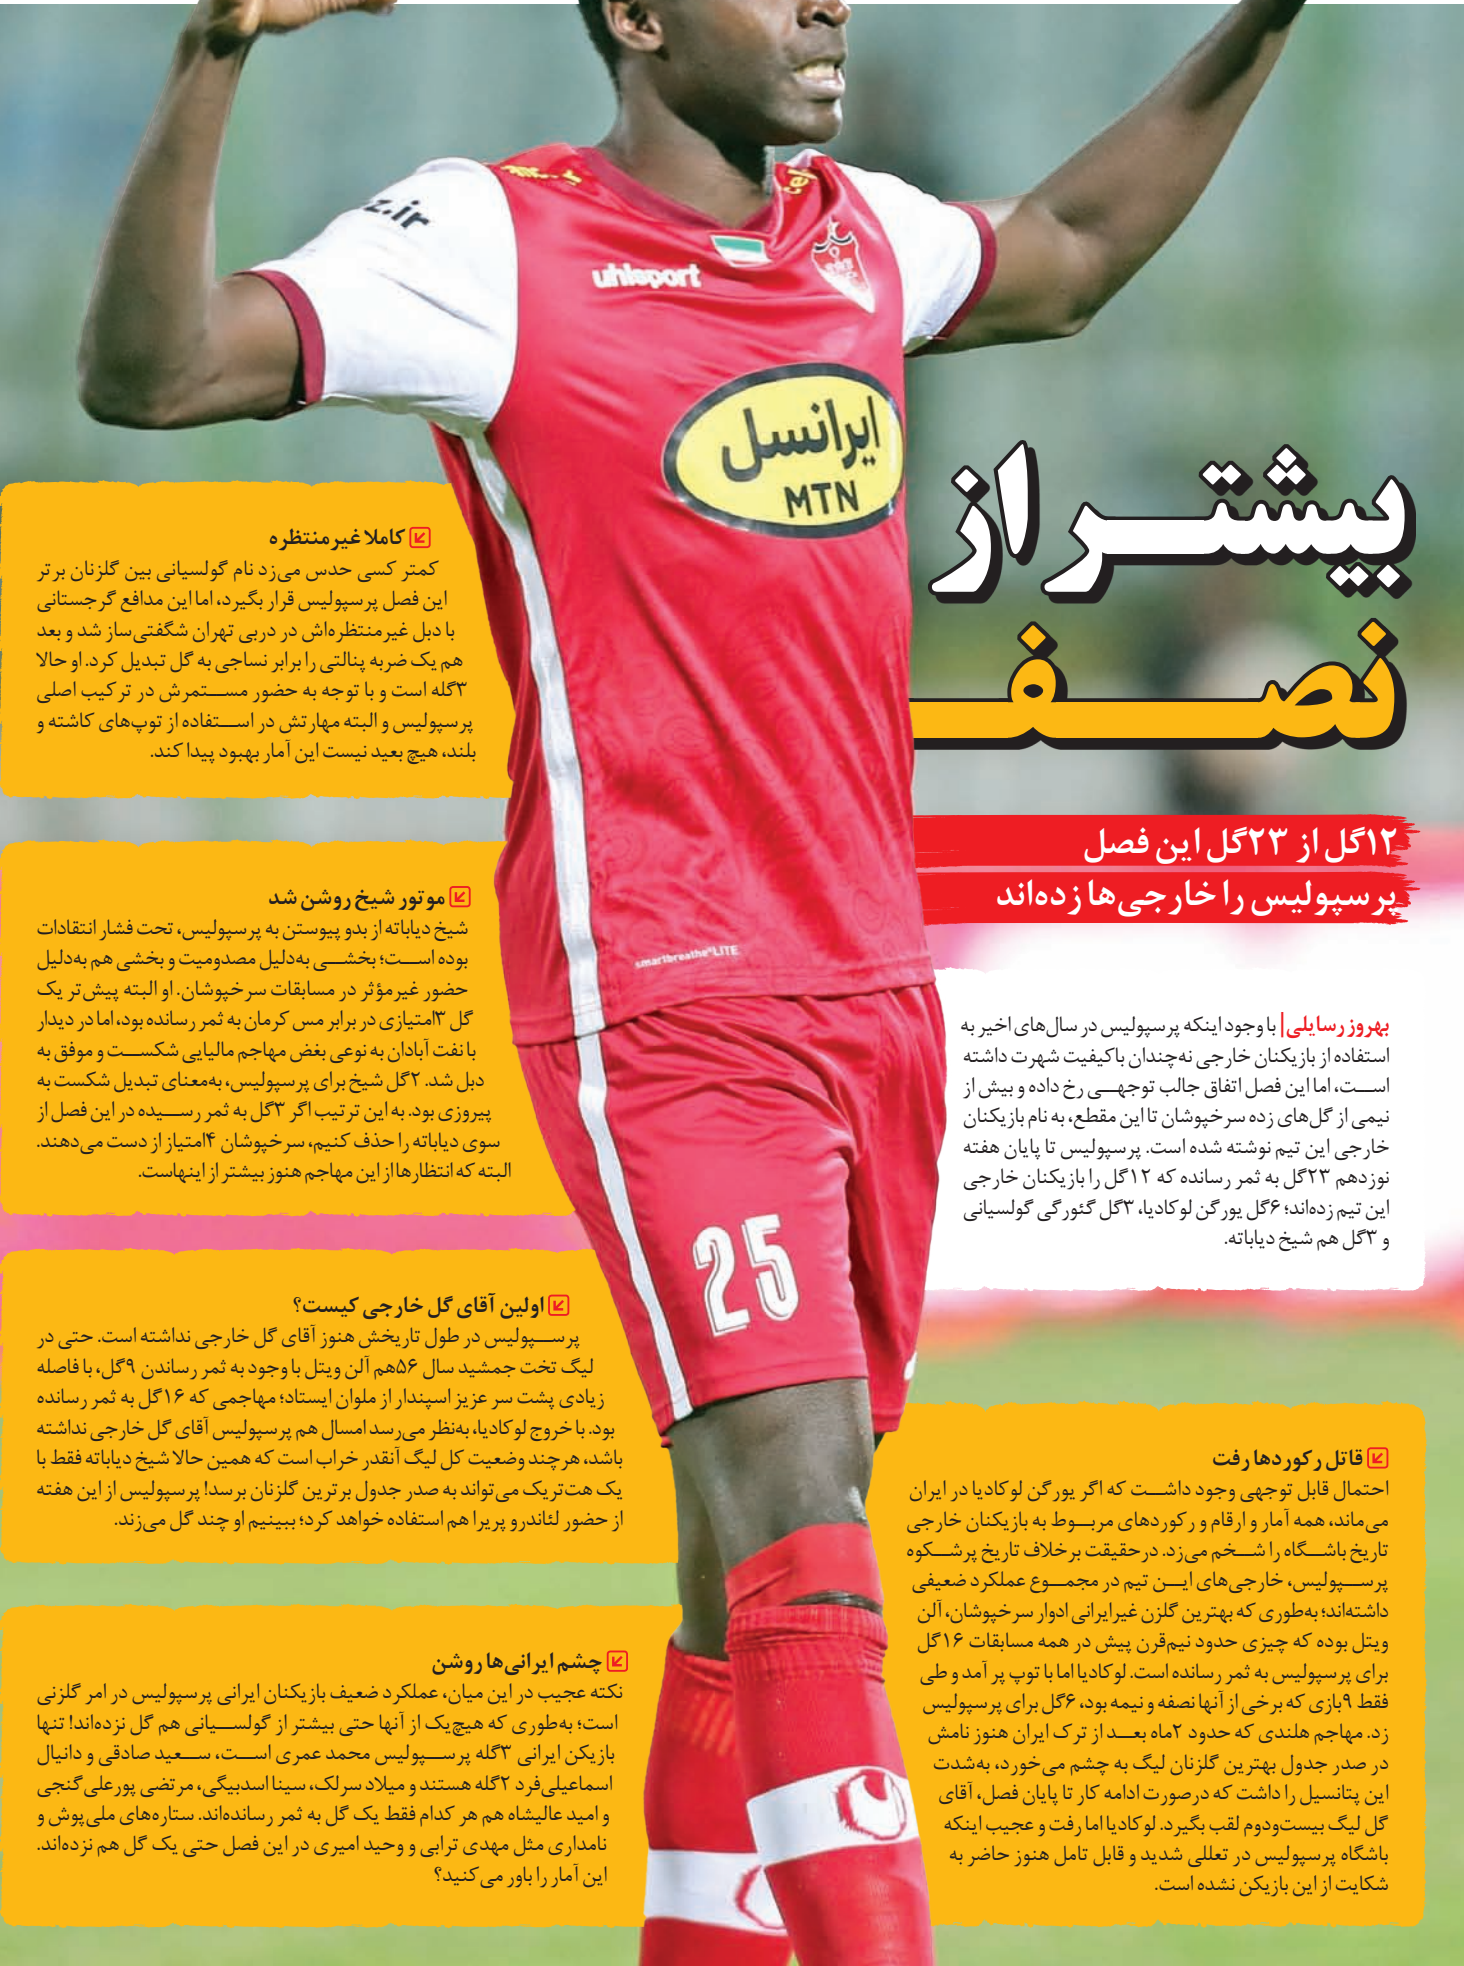 بیشتر از
نصف
۱۲گل از ۲۳گل این فصل
پرسپولیس را خارجی‌ها زده‌اند
بهروز رسایلی| با وجود اینکه پرسپولیس در سال‌های اخیر به
استفاده از بازیکنان خارجی نه‌چندان باکیفیت شهرت داشته
است، اما این فصل اتفاق جالب توجهی رخ داده و بیش از
نیمی از گل‌های زده سرخپوشان تا این مقطع، به نام بازیکنان
خارجی این تیم نوشته شده است. پرسپولیس تا پایان هفته
نوزدهم ۲۳گل به ثمر رسانده که ۱۲گل را بازیکنان خارجی
این تیم زده‌اند؛ ۶گل یورگن لوکادیا، ۳گل گئورگی گولسیانی
و ۳گل هم شیخ دیاباته.
قاتل رکوردها رفت
احتمال قابل توجهی وجود داشت که اگر یورگن لوکادیا در ایران
می‌ماند، همه آمار و ارقام و رکوردهای مربوط به بازیکنان خارجی
تاریخ باشگاه را شخم می‌زد. درحقیقت برخلاف تاریخ پرشکوه
پرسپولیس، خارجی‌های این تیم در مجموع عملکرد ضعیفی
داشته‌اند؛ به‌طوری که بهترین گلزن غیرایرانی ادوار سرخپوشان، آلن
ویتل بوده که چیزی حدود نیم‌قرن پیش در همه مسابقات ۱۶گل
برای پرسپولیس به ثمر رسانده است. لوکادیا اما با توپ پر آمد و طی
فقط ۹بازی که برخی از آنها نصفه و نیمه بود، ۶گل برای پرسپولیس
زد. مهاجم هلندی که حدود ۲ماه بعد از ترک ایران هنوز نامش
در صدر جدول بهترین گلزنان لیگ به چشم می‌خورد، به‌شدت
این پتانسیل را داشت که درصورت ادامه کار تا پایان فصل، آقای
گل لیگ بیست‌ودوم لقب بگیرد. لوکادیا اما رفت و عجیب اینکه
باشگاه پرسپولیس در تعللی شدید و قابل تامل هنوز حاضر به
شکایت از این بازیکن نشده است.
کاملا غیرمنتظره
کمتر کسی حدس می‌زد نام گولسیانی بین گلزنان برتر
این فصل پرسپولیس قرار بگیرد، اما این مدافع گرجستانی
با دبل غیرمنتظره‌اش در دربی تهران شگفتی‌ساز شد و بعد
هم یک ضربه پنالتی را برابر نساجی به گل تبدیل کرد. او حالا
۳گله است و با توجه به حضور مستمرش در ترکیب اصلی
پرسپولیس و البته مهارتش در استفاده از توپ‌های کاشته و
بلند، هیچ بعید نیست این آمار بهبود پیدا کند.
موتور شیخ روشن شد
شیخ دیاباته از بدو پیوستن به پرسپولیس، تحت فشار انتقادات
بوده است؛ بخشی به‌دلیل مصدومیت و بخشی هم به‌دلیل
حضور غیرمؤثر در مسابقات سرخپوشان. او البته پیش‌تر یک
گل ۳امتیازی در برابر مس کرمان به ثمر رسانده بود، اما در دیدار
با نفت آبادان به نوعی بغض مهاجم مالیایی شکست و موفق به
دبل شد. ۲گل شیخ برای پرسپولیس، به‌معنای تبدیل شکست به
پیروزی بود. به این ترتیب اگر ۳گل به ثمر رسیده در این فصل از
سوی دیاباته را حذف کنیم، سرخپوشان ۴امتیاز از دست می‌دهند.
البته که انتظارها از این مهاجم هنوز بیشتر از اینهاست.
اولین آقای گل خارجی کیست؟
پرسپولیس در طول تاریخش هنوز آقای گل خارجی نداشته است. حتی در
لیگ تخت جمشید سال ۵۶هم آلن ویتل با وجود به ثمر رساندن ۹گل، با فاصله
زیادی پشت سر عزیز اسپندار از ملوان ایستاد؛ مهاجمی که ۱۶گل به ثمر رسانده
بود. با خروج لوکادیا، به‌نظر می‌رسد امسال هم پرسپولیس آقای گل خارجی نداشته
باشد، هرچند وضعیت کل لیگ آنقدر خراب است که همین حالا شیخ دیاباته فقط با
یک هت‌تریک می‌تواند به صدر جدول برترین گلزنان برسد! پرسپولیس از این هفته
از حضور لئاندرو پریرا هم استفاده خواهد کرد؛ ببینیم او چند گل می‌زند.
چشم ایرانی‌ها روشن
نکته عجیب در این میان، عملکرد ضعیف بازیکنان ایرانی پرسپولیس در امر گلزنی
است؛ به‌طوری که هیچ‌یک از آنها حتی بیشتر از گولسیانی هم گل نزده‌اند! تنها
بازیکن ایرانی ۳گله پرسپولیس محمد عمری است، سعید صادقی و دانیال
اسماعیلی‌فرد ۲گله هستند و میلاد سرلک، سینا اسدبیگی، مرتضی پورعلی‌گنجی
و امید عالیشاه هم هر کدام فقط یک گل به ثمر رسانده‌اند. ستاره‌های ملی‌پوش و
نامداری مثل مهدی ترابی و وحید امیری در این فصل حتی یک گل هم نزده‌اند.
این آمار را باور می‌کنید؟
z.ir
uhlsport
ایرانسل
MTN
smartbreathe LITE
25